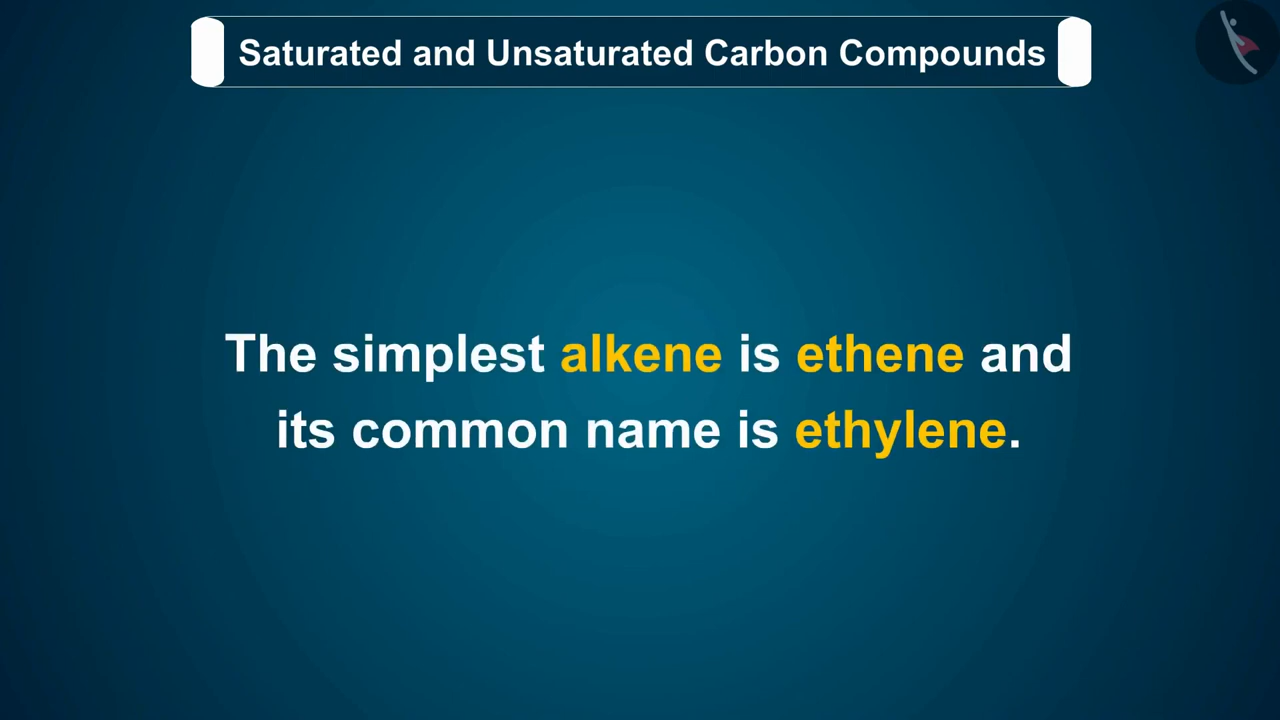 Saturated and Unsaturated Carbon Compounds
The simplest alkene is ethene and
its common name is ethylene.